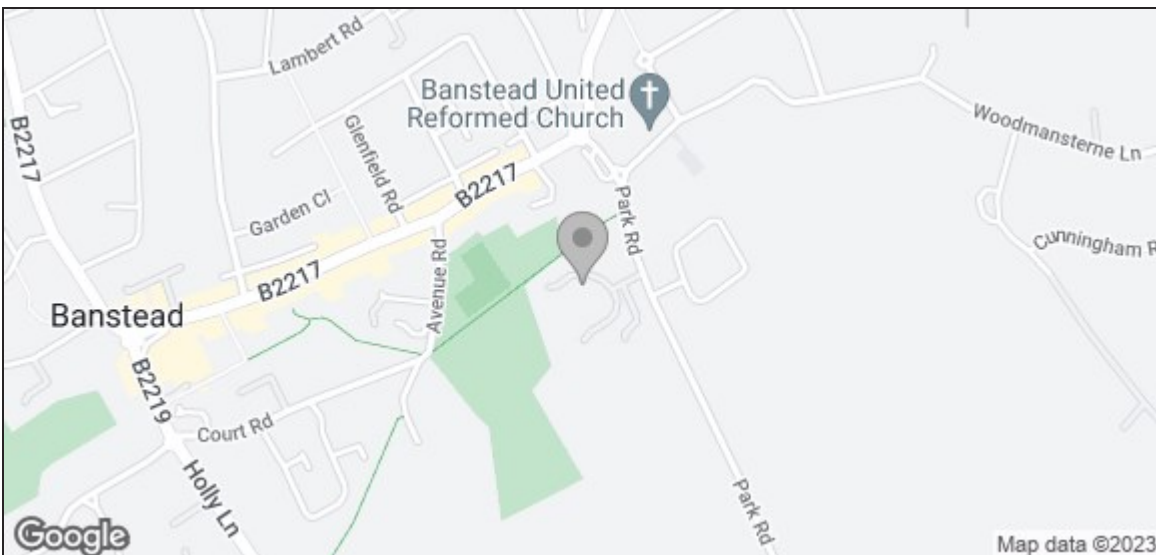 Lambert Rd
Banstead United
Reformed Church
Woodmansterne Ln
B2217
Glenfield Rd
B2217
Garden Cl
Park Rd
Cunningham R
Avenue Rd
B2217
Banstead
B2219
Court Rd
Holly Ln
Park Rd
Google
Map data ©2023